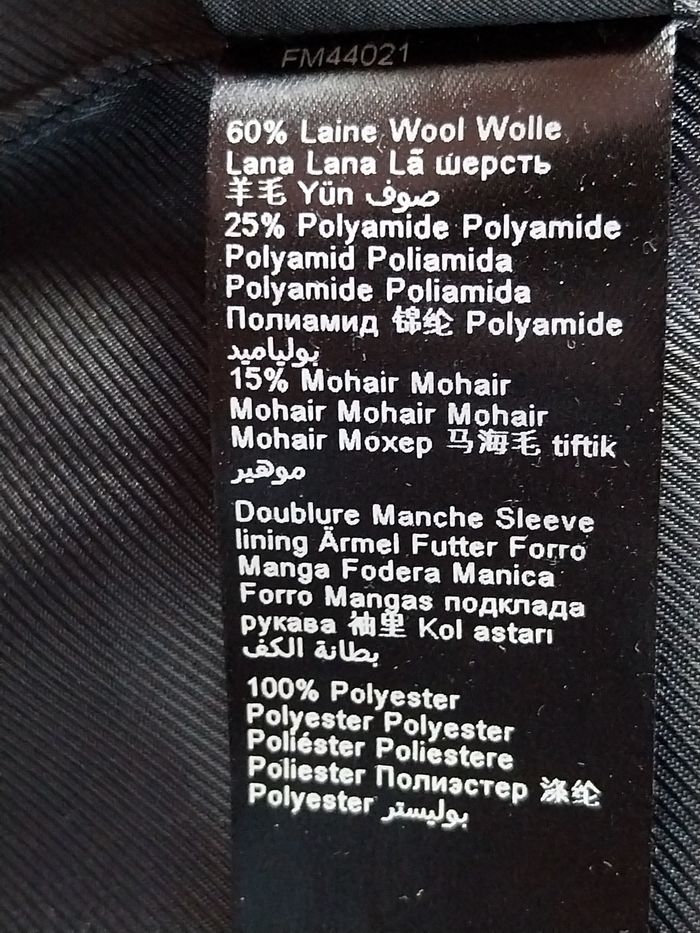 FM44021
60% Laine Wool Wolle
Lana Lana Lã шерсть
羊毛 Yün صوف
25% Polyamide Polyamide
Polyamid Poliamida
Polyamide Poliamida
Полиамид 锦纶 Polyamide
بولياميد
15% Mohair Mohair
Mohair Mohair Mohair
Mohair Мохер 马海毛 tiftik
موهير
Doublure Manche Sleeve
lining Ärmel Futter Forro
Manga Fodera Manica
Forro Mangas подклада
рукава 袖里 Kol astarı
بطانة الكف
100% Polyester
Polyester Polyester
Poliéster Poliestere
Poliester Полиэстер 涤纶
Polyester بوليستر